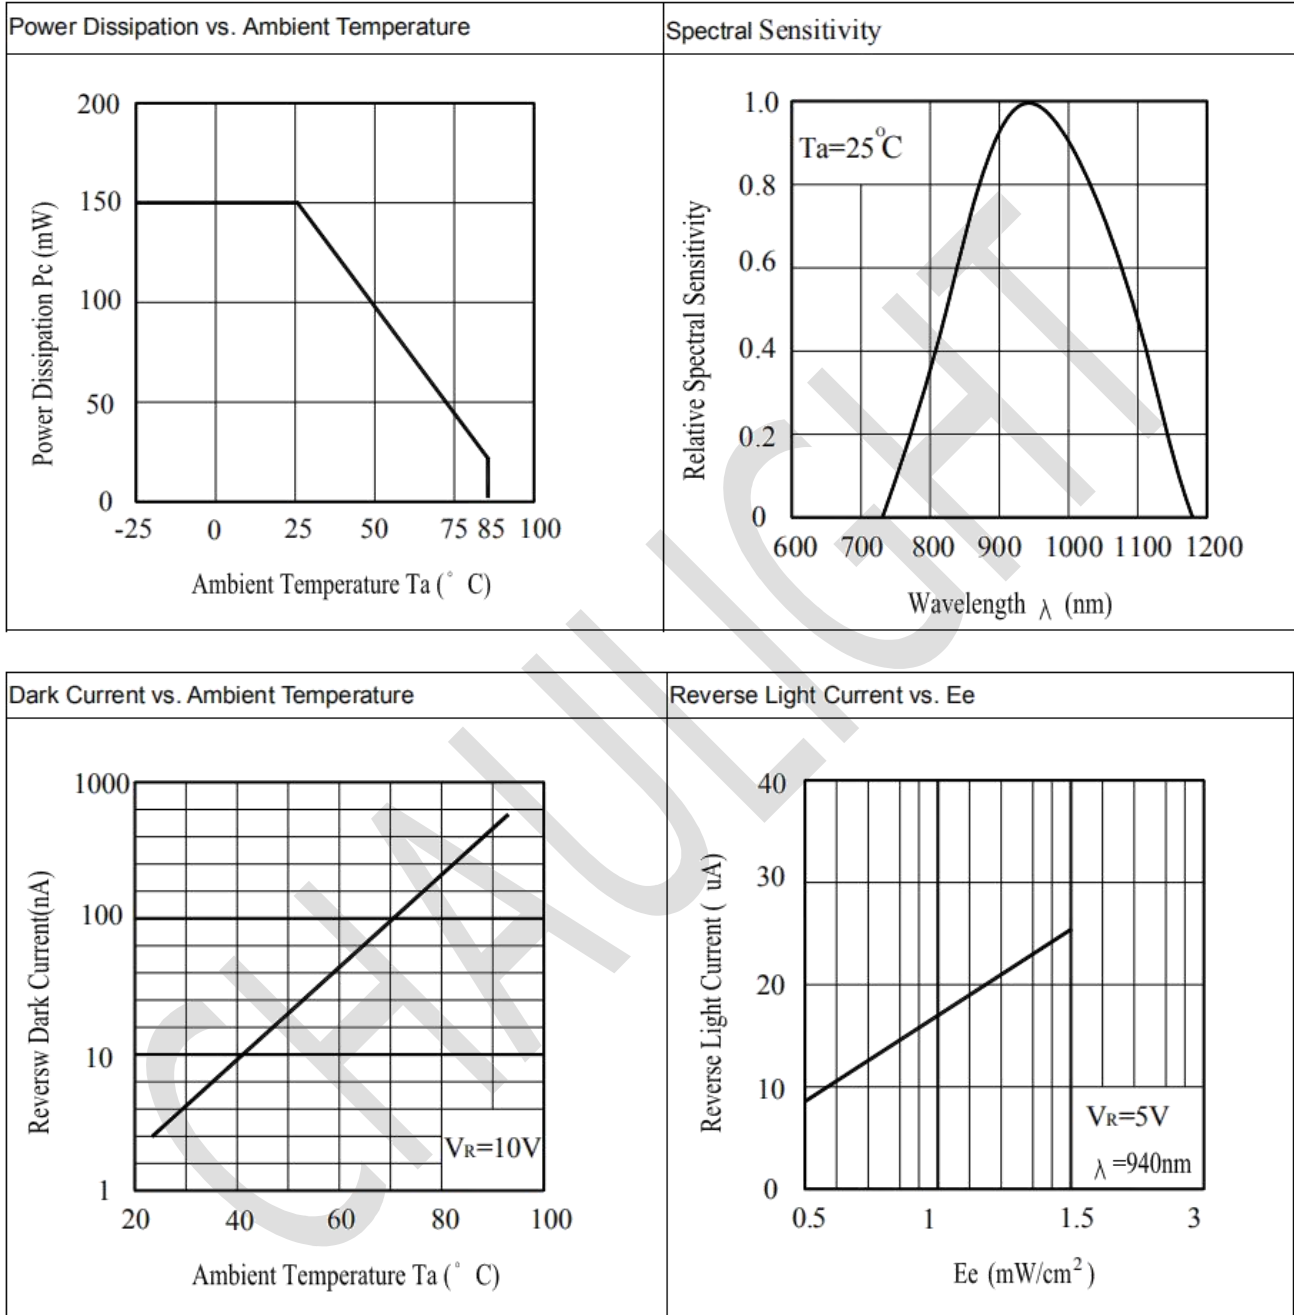 Power Dissipation vs. Ambient Temperature
Spectral Sensitivity
200
150
100
50
0
-25 0 25 50 75 85 100
Power Dissipation Pc (mW)
Ambient Temperature Ta (° C)
1.0
0.8
0.6
0.4
0.2
0
Ta=25°C
600 700 800 900 1000 1100 1200
Relative Spectral Sensitivity
Wavelength λ (nm)
Dark Current vs. Ambient Temperature
Reverse Light Current vs. Ee
1000
100
10
1
20 40 60 80 100
VR=10V
Reversw Dark Current(nA)
Ambient Temperature Ta (° C)
40
30
20
10
0
0.5 1 1.5 3
VR=5V
λ =940nm
Reverse Light Current ( uA)
Ee (mW/cm²)
CHAULIGHT